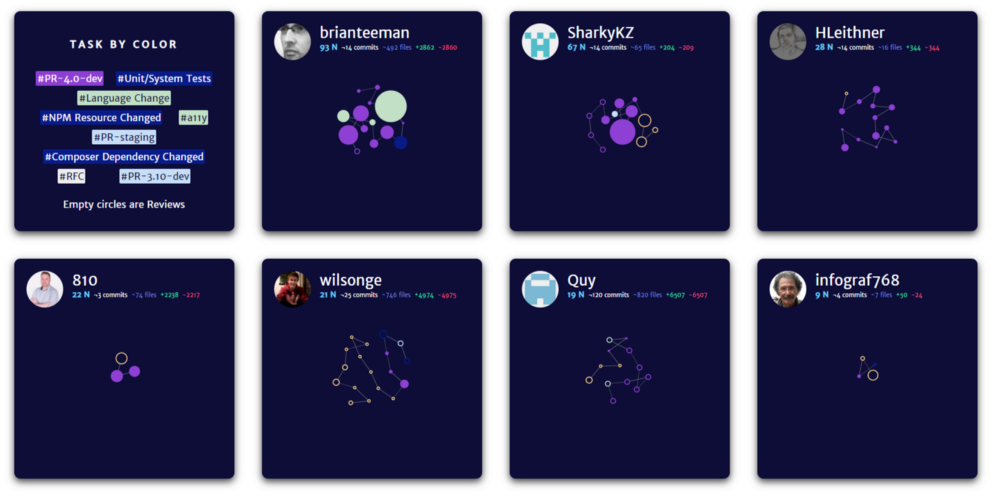 TASK BY COLOR
#PR-4.0-dev #Unit/System Tests
#Language Change
#NPM Resource Changed #a11y
#PR-staging
#Composer Dependency Changed
#RFC #PR-3.10-dev
Empty circles are Reviews
brianteeman
93 N ~14 commits ~492 files +2862 -2860
SharkyKZ
67 N ~14 commits ~65 files +204 -209
HLeithner
28 N ~14 commits ~16 files +344 -344
810
22 N ~3 commits ~74 files +2238 -2217
wilsonge
21 N ~25 commits ~746 files +4974 -4975
Quy
19 N ~120 commits ~820 files +6507 -6507
infograf768
9 N ~4 commits ~7 files +50 -24